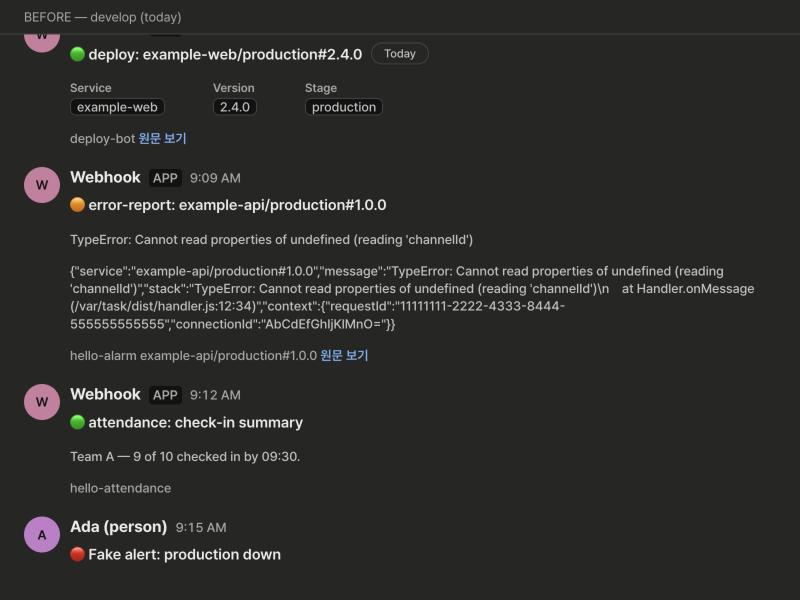 BEFORE — develop (today)
W
deploy: example-web/production#2.4.0 Today
Service Version Stage
example-web 2.4.0 production
deploy-bot 원문 보기
W Webhook APP 9:09 AM
error-report: example-api/production#1.0.0
TypeError: Cannot read properties of undefined (reading 'channelId')
{"service":"example-api/production#1.0.0","message":"TypeError: Cannot read properties of undefined (reading
'channelId')","stack":"TypeError: Cannot read properties of undefined (reading 'channelId')\n    at Handler.onMessage
(/var/task/dist/handler.js:12:34)","context":{"requestId":"11111111-2222-4333-8444-
555555555555","connectionId":"AbCdEfGhIjKlMnO="}}
hello-alarm example-api/production#1.0.0 원문 보기
W Webhook APP 9:12 AM
attendance: check-in summary
Team A — 9 of 10 checked in by 09:30.
hello-attendance
A Ada (person) 9:15 AM
Fake alert: production down